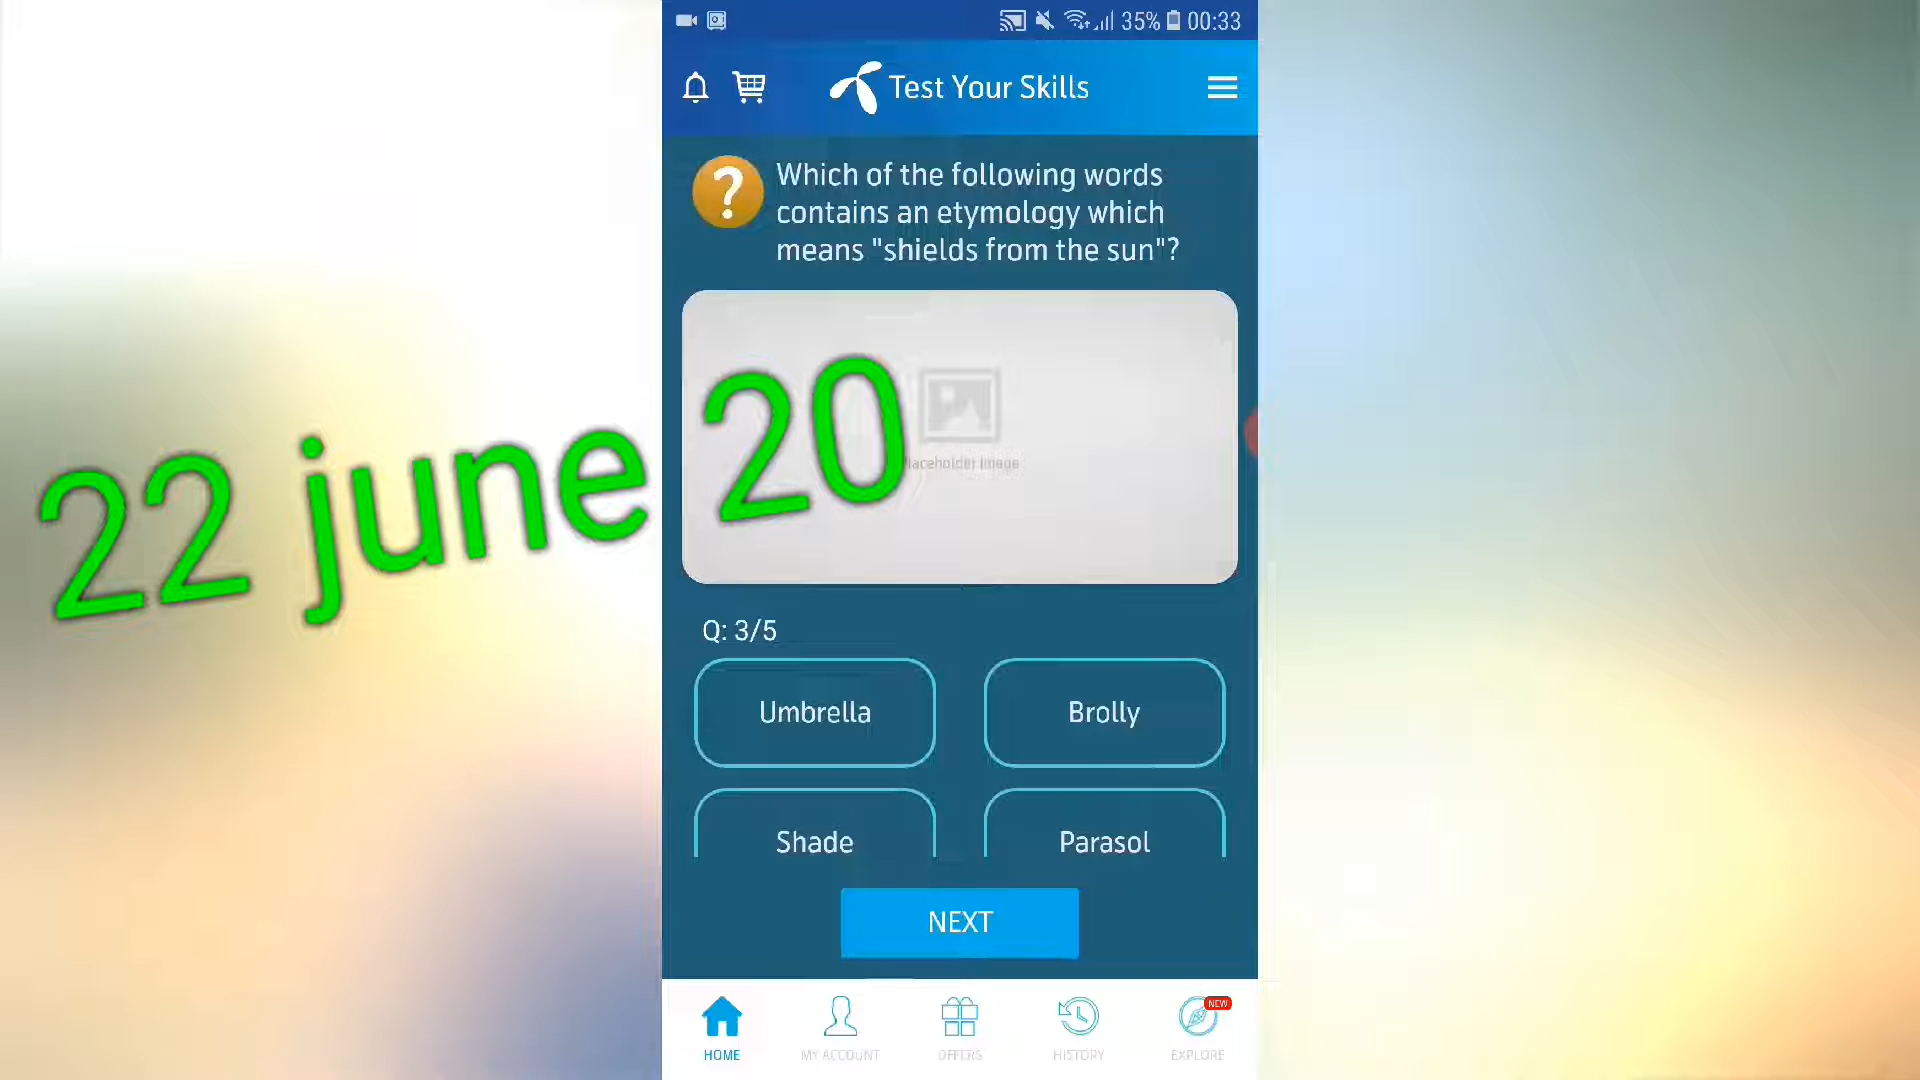 35% 00:33
Test Your Skills
?
Which of the following words
contains an etymology which
means "shields from the sun"?
22 june 20
Placeholder Image
Q: 3/5
Umbrella
Brolly
Shade
Parasol
NEXT
NEW
HOME
MY ACCOUNT
OFFERS
HISTORY
EXPLORE